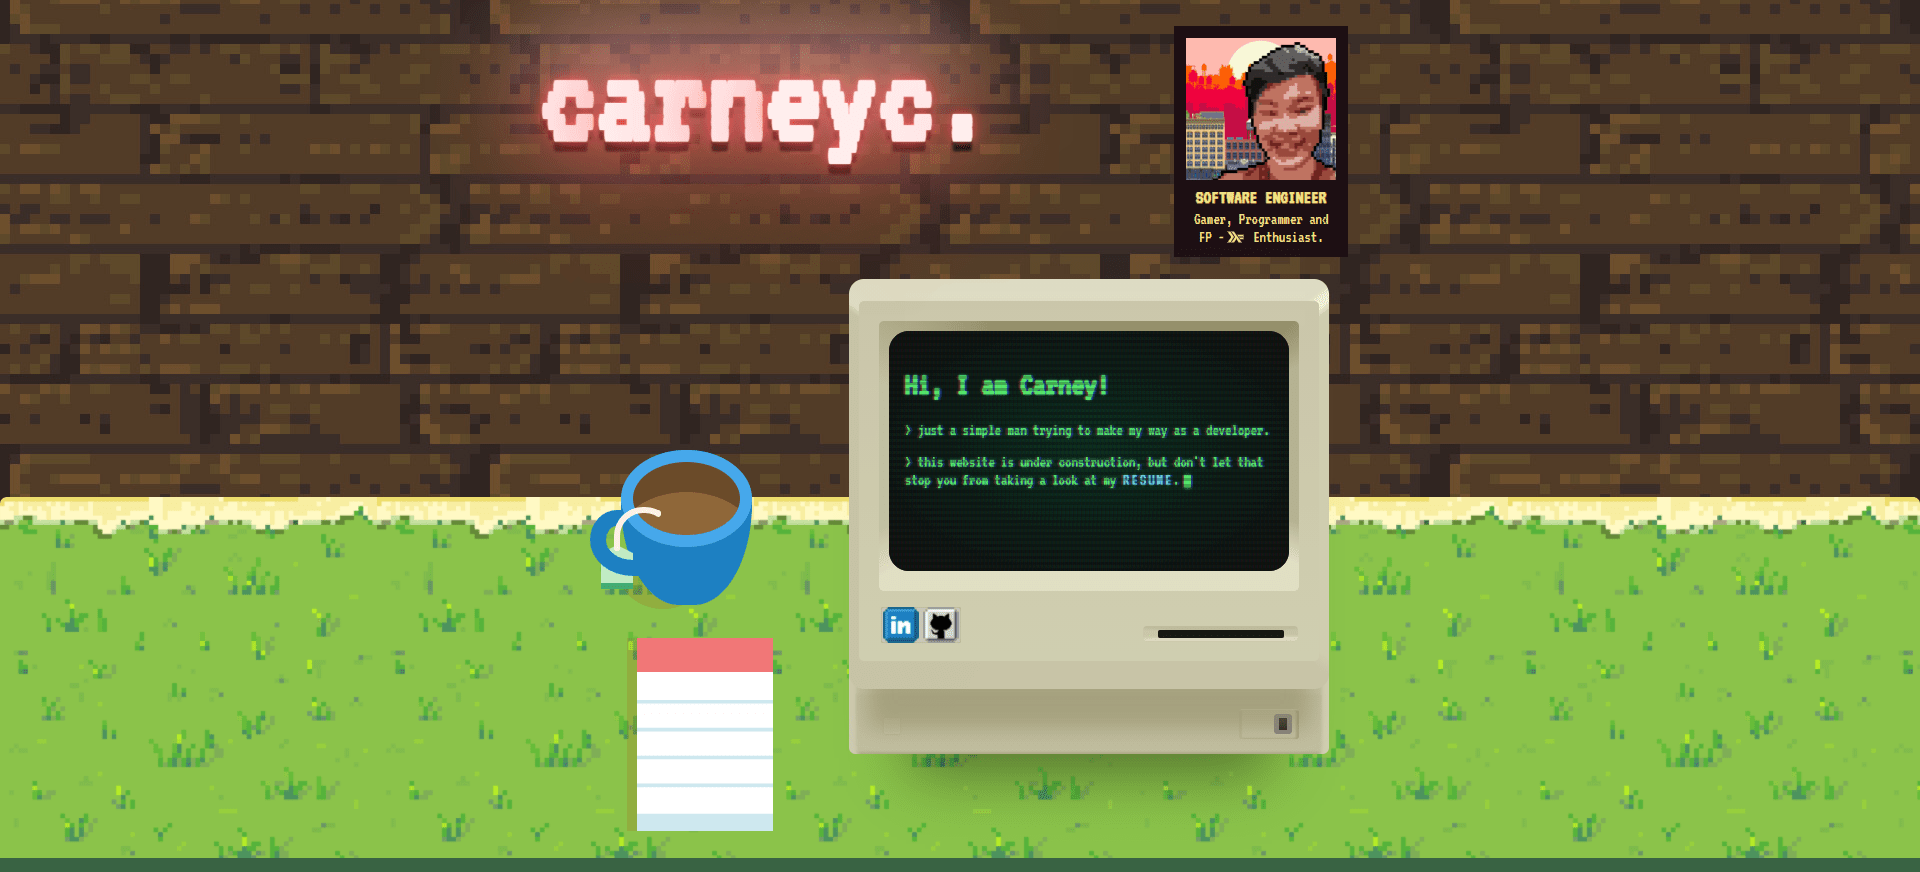 carneyc.
SOFTWARE ENGINEER
Gamer, Programmer and
FP - Enthusiast.
Hi, I am Carney!
> just a simple man trying to make my way as a developer.
> this website is under construction, but don't let that
stop you from taking a look at my RESUME.
in